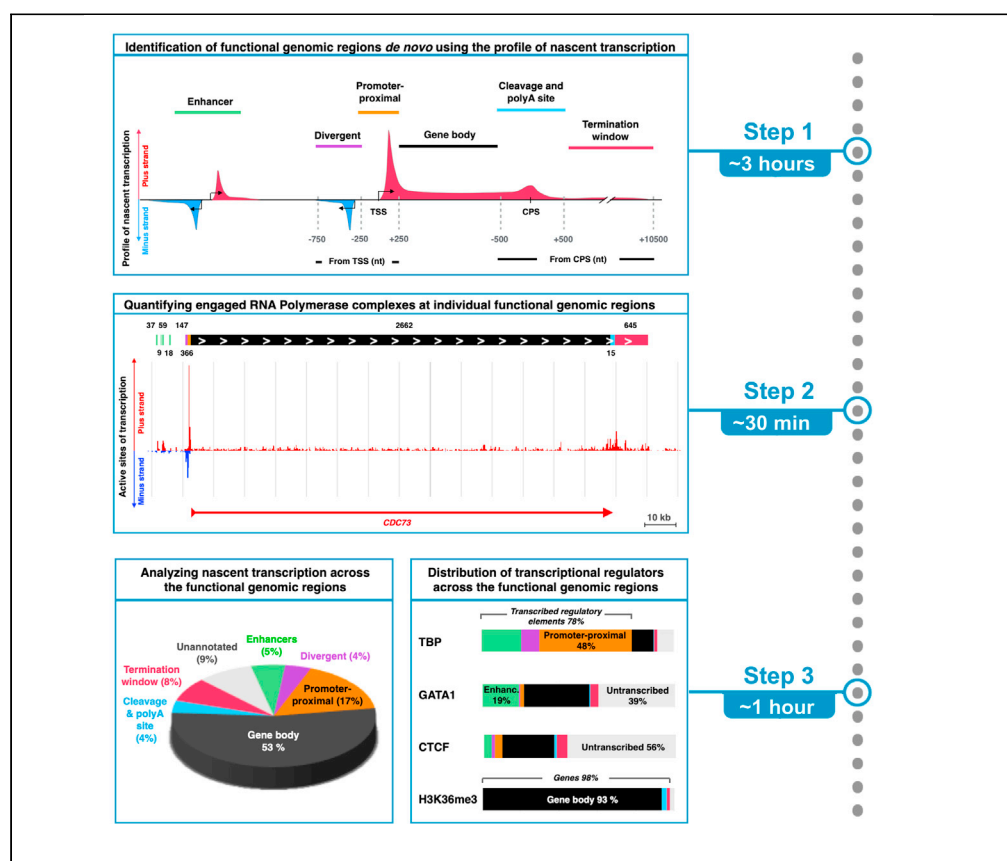 Identification of functional genomic regions de novo using the profile of nascent transcription
Enhancer
Promoter-
proximal
Cleavage and
polyA site
Divergent
Gene body
Termination
window
Profile of nascent transcription
Plus strand
Minus strand
TSS
CPS
-750
-250
+250
-500
+500
+10500
From TSS (nt)
From CPS (nt)
Step 1
~3 hours
Quantifying engaged RNA Polymerase complexes at individual functional genomic regions
37 59 147 2662 645
9 18 366 15
> > > > > > > > > > > > > > > > > > >
Active sites of transcription
Plus strand
Minus strand
CDC73
10 kb
Step 2
~30 min
Analyzing nascent transcription across
the functional genomic regions
Unannotated
(9%)
Enhancers
(5%)
Divergent (4%)
Termination
window (8%)
Promoter-
proximal (17%)
Cleavage
& polyA
site
(4%)
Gene body
53 %
Distribution of transcriptional regulators
across the functional genomic regions
Transcribed regulatory
elements 78%
TBP
Promoter-proximal
48%
GATA1
Enhanc.
19%
Untranscribed
39%
CTCF
Untranscribed 56%
Genes 98%
H3K36me3
Gene body 93 %
Step 3
~1 hour